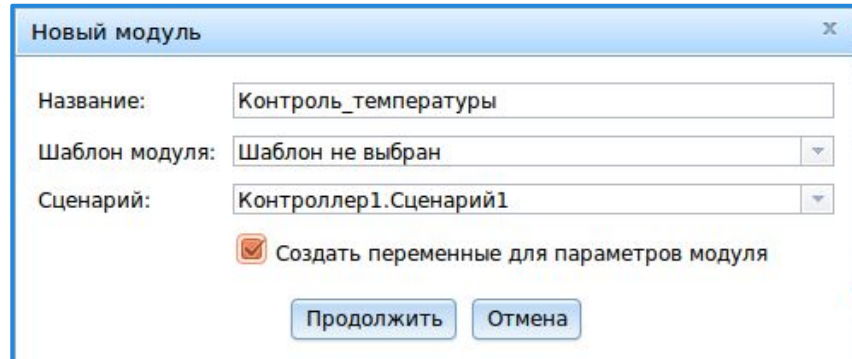 Новый модуль x
Название: Контроль_температуры
Шаблон модуля: Шаблон не выбран
Сценарий: Контроллер1.Сценарий1
Создать переменные для параметров модуля
Продолжить Отмена